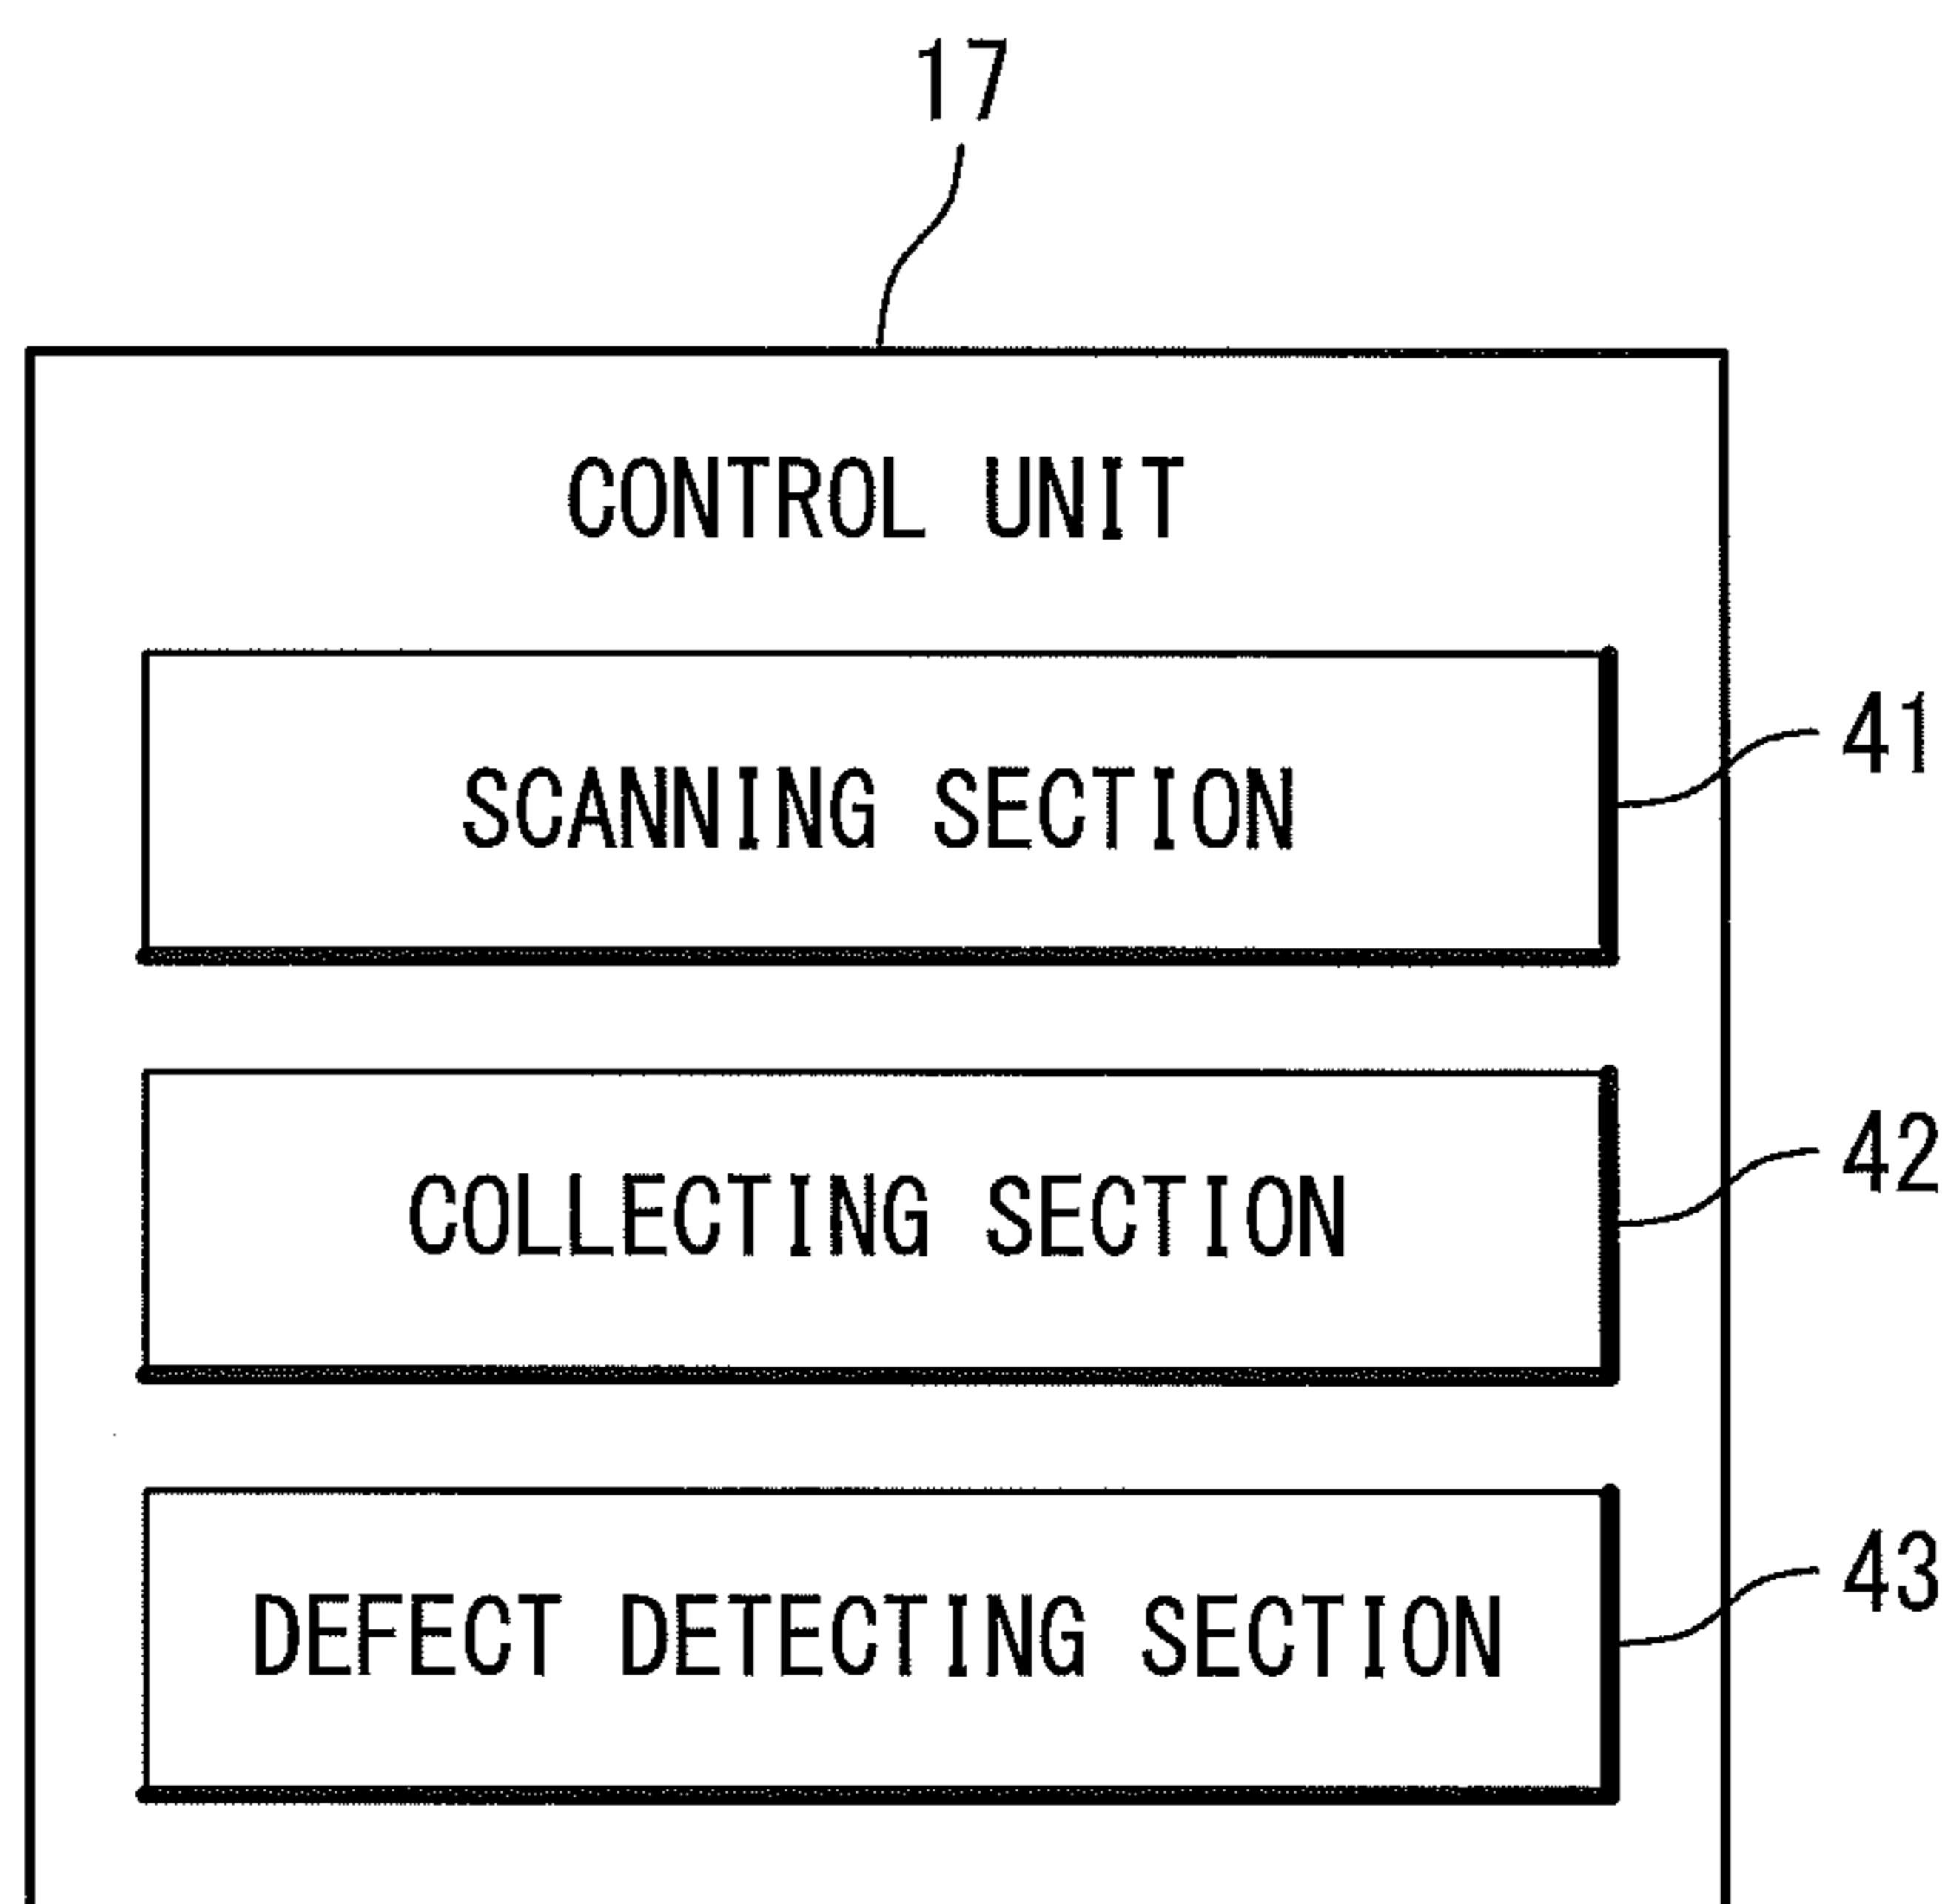 17
CONTROL UNIT
SCANNING SECTION
41
COLLECTING SECTION
42
DEFECT DETECTING SECTION
43